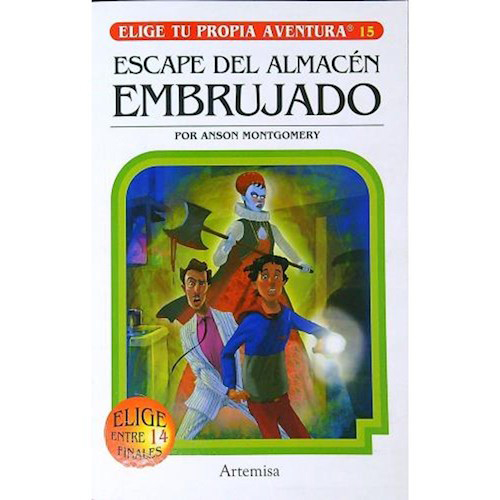 ELIGE TU PROPIA AVENTURA® 15
ESCAPE DEL ALMACÉN
EMBRUJADO
POR ANSON MONTGOMERY
ELIGE
ENTRE 14
FINALES
Artemisa